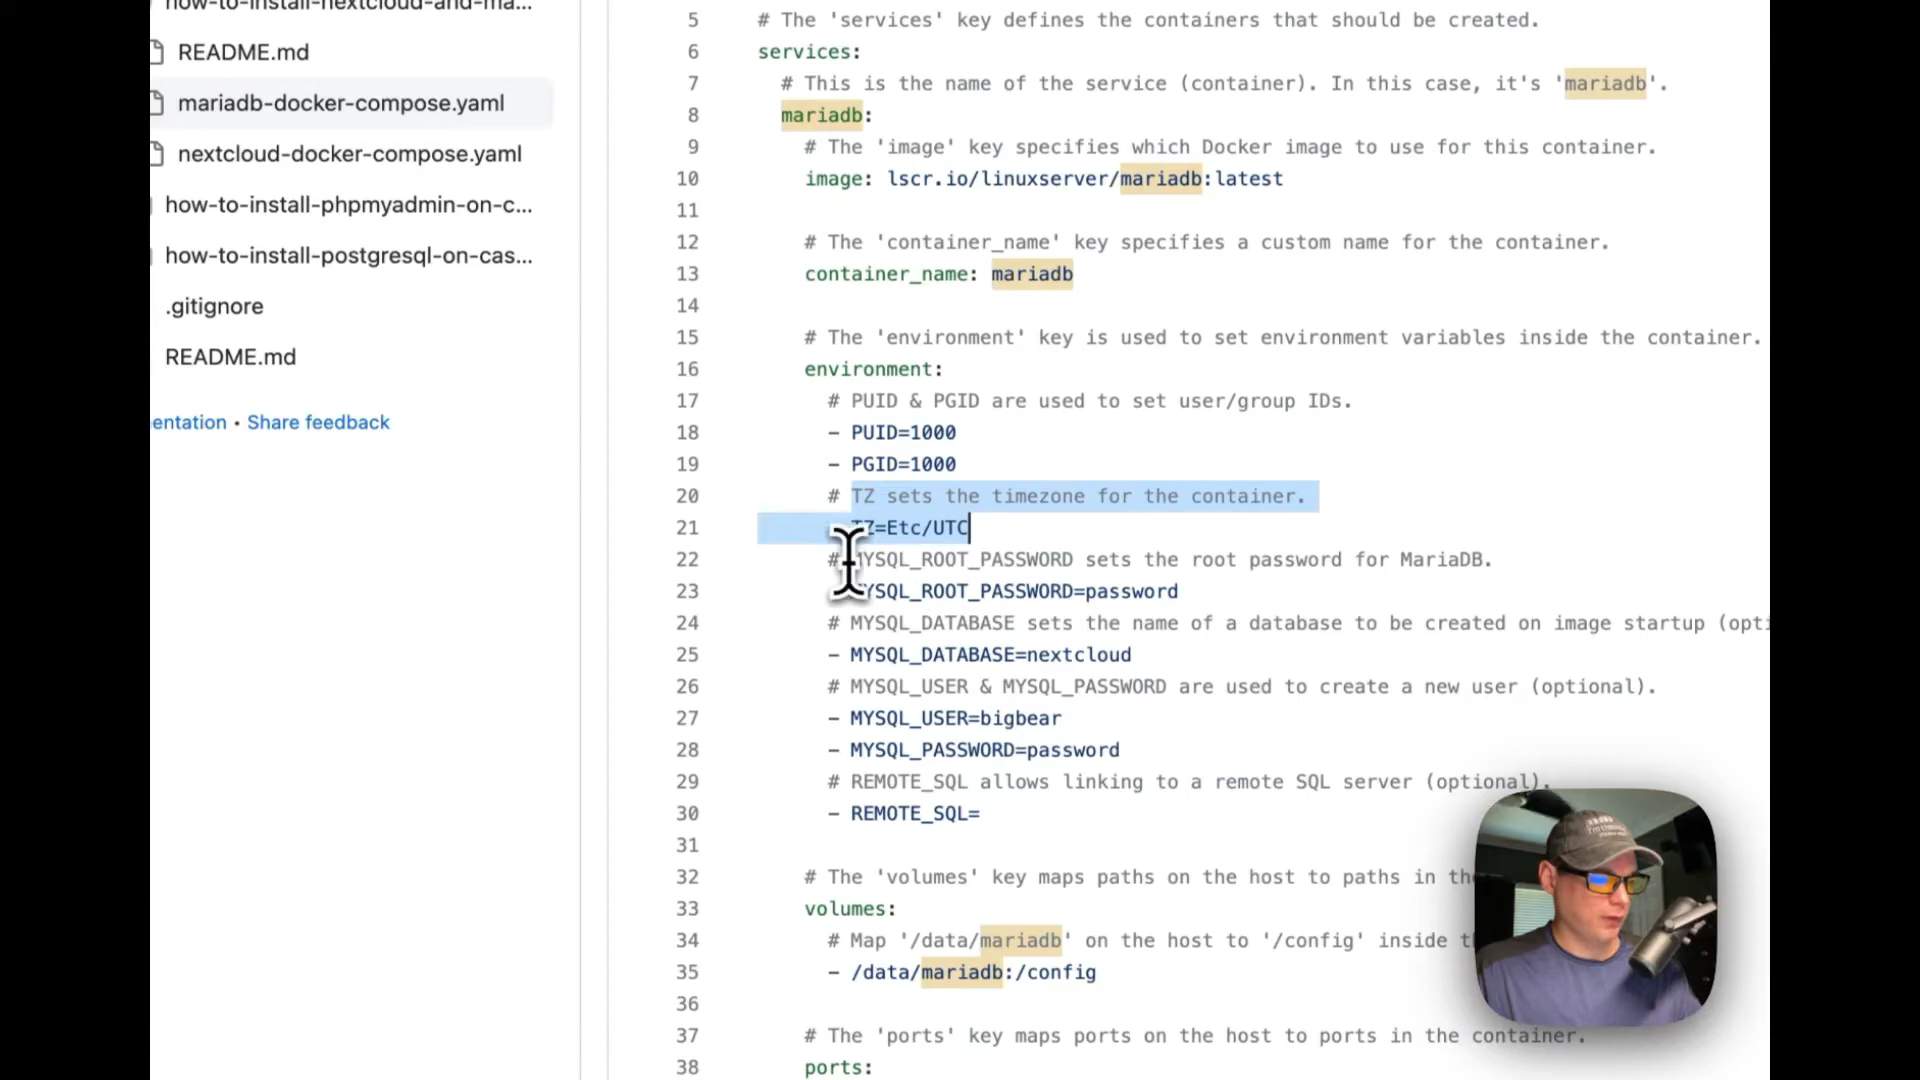 how-to-install-nextcloud-and-ma...
README.md
mariadb-docker-compose.yaml
nextcloud-docker-compose.yaml
how-to-install-phpmyadmin-on-c...
how-to-install-postgresql-on-cas...
.gitignore
README.md
entation • Share feedback
5 # The 'services' key defines the containers that should be created.
6 services:
7 # This is the name of the service (container). In this case, it's 'mariadb'.
8 mariadb:
9 # The 'image' key specifies which Docker image to use for this container.
10 image: lscr.io/linuxserver/mariadb:latest
11
12 # The 'container_name' key specifies a custom name for the container.
13 container_name: mariadb
14
15 # The 'environment' key is used to set environment variables inside the container.
16 environment:
17 # PUID & PGID are used to set user/group IDs.
18 - PUID=1000
19 - PGID=1000
20 # TZ sets the timezone for the container.
21 TZ=Etc/UTC
22 # MYSQL_ROOT_PASSWORD sets the root password for MariaDB.
23 MYSQL_ROOT_PASSWORD=password
24 # MYSQL_DATABASE sets the name of a database to be created on image startup (opti
25 - MYSQL_DATABASE=nextcloud
26 # MYSQL_USER & MYSQL_PASSWORD are used to create a new user (optional).
27 - MYSQL_USER=bigbear
28 - MYSQL_PASSWORD=password
29 # REMOTE_SQL allows linking to a remote SQL server (optional).
30 - REMOTE_SQL=
31
32 # The 'volumes' key maps paths on the host to paths in the
33 volumes:
34 # Map '/data/mariadb' on the host to '/config' inside t
35 - /data/mariadb:/config
36
37 # The 'ports' key maps ports on the host to ports in the container.
38 ports: